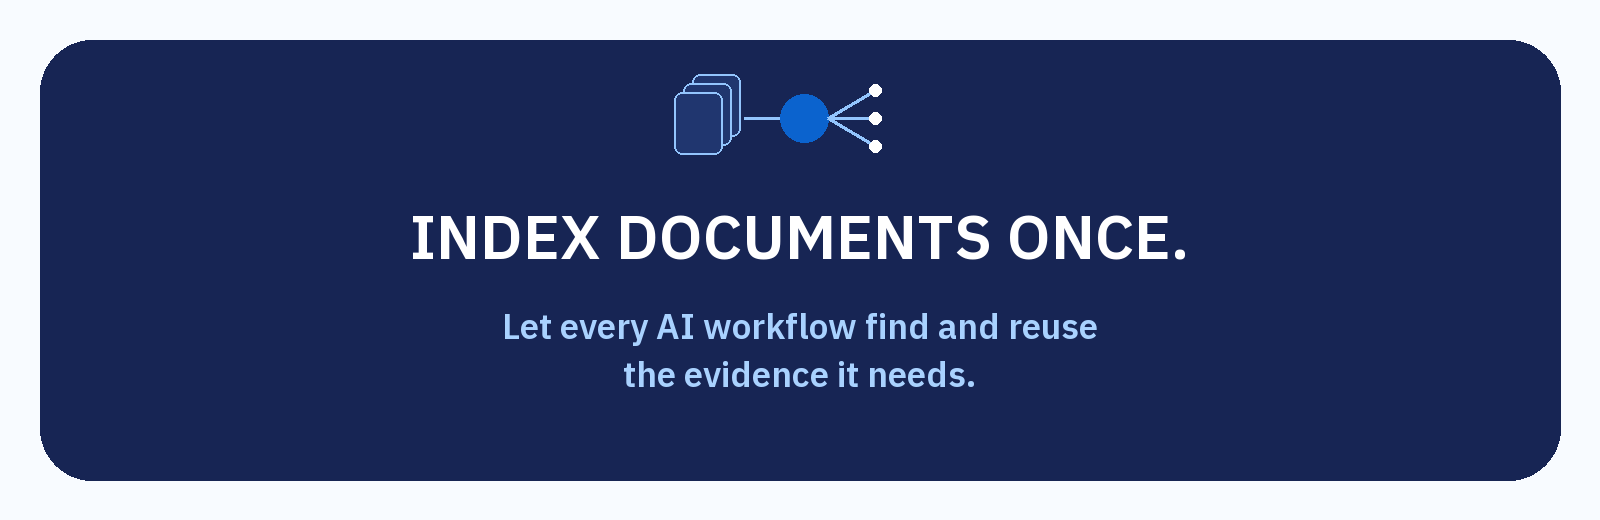 INDEX DOCUMENTS ONCE.
Let every AI workflow find and reuse
the evidence it needs.